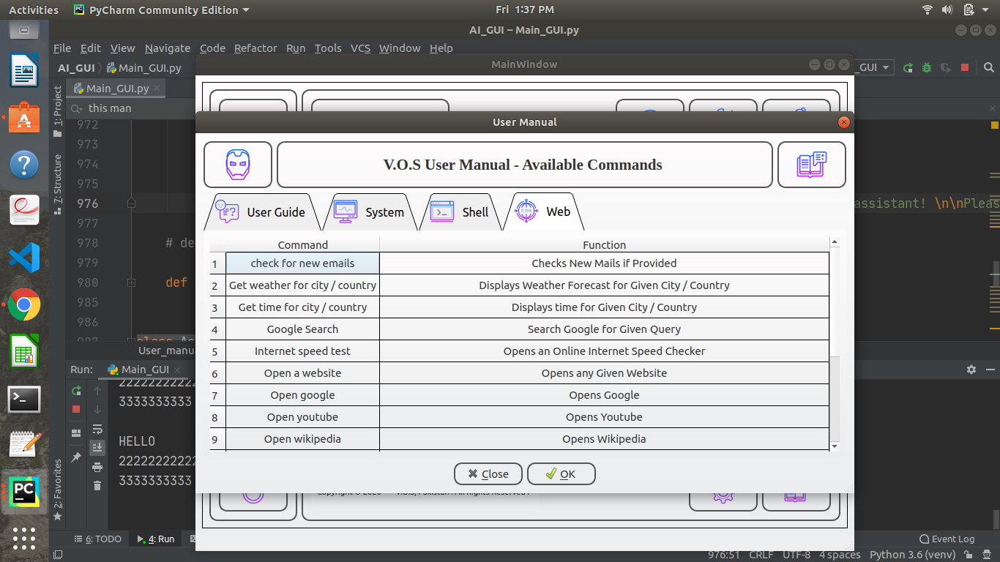 Activities PyCharm Community Edition Fri 1:37 PM
AI_GUI – Main_GUI.py
File Edit View Navigate Code Refactor Run Tools VCS Window Help
AI_GUI Main_GUI.py MainWindow _GUI
1: Project Main_GUI.py
this man
User Manual
972
973
974
975
976 assistant! \n\nPleas
977
978 # de
979
980 def
985
986
V.O.S User Manual - Available Commands
User Guide System Shell Web
Command Function
1 check for new emails Checks New Mails if Provided
2 Get weather for city / country Displays Weather Forecast for Given City / Country
3 Get time for city / country Displays time for Given City / Country
4 Google Search Search Google for Given Query
5 Internet speed test Opens an Online Internet Speed Checker
6 Open a website Opens any Given Website
7 Open google Opens Google
8 Open youtube Opens Youtube
9 Open wikipedia Opens Wikipedia
Close OK
7: Structure
User_manu
Run: Main_GUI
222222222222
3333333333
HELLO
222222222222
3333333333
2: Favorites
6: TODO 4: Run Event Log
976:51 CRLF UTF-8 4 spaces Python 3.6 (venv)